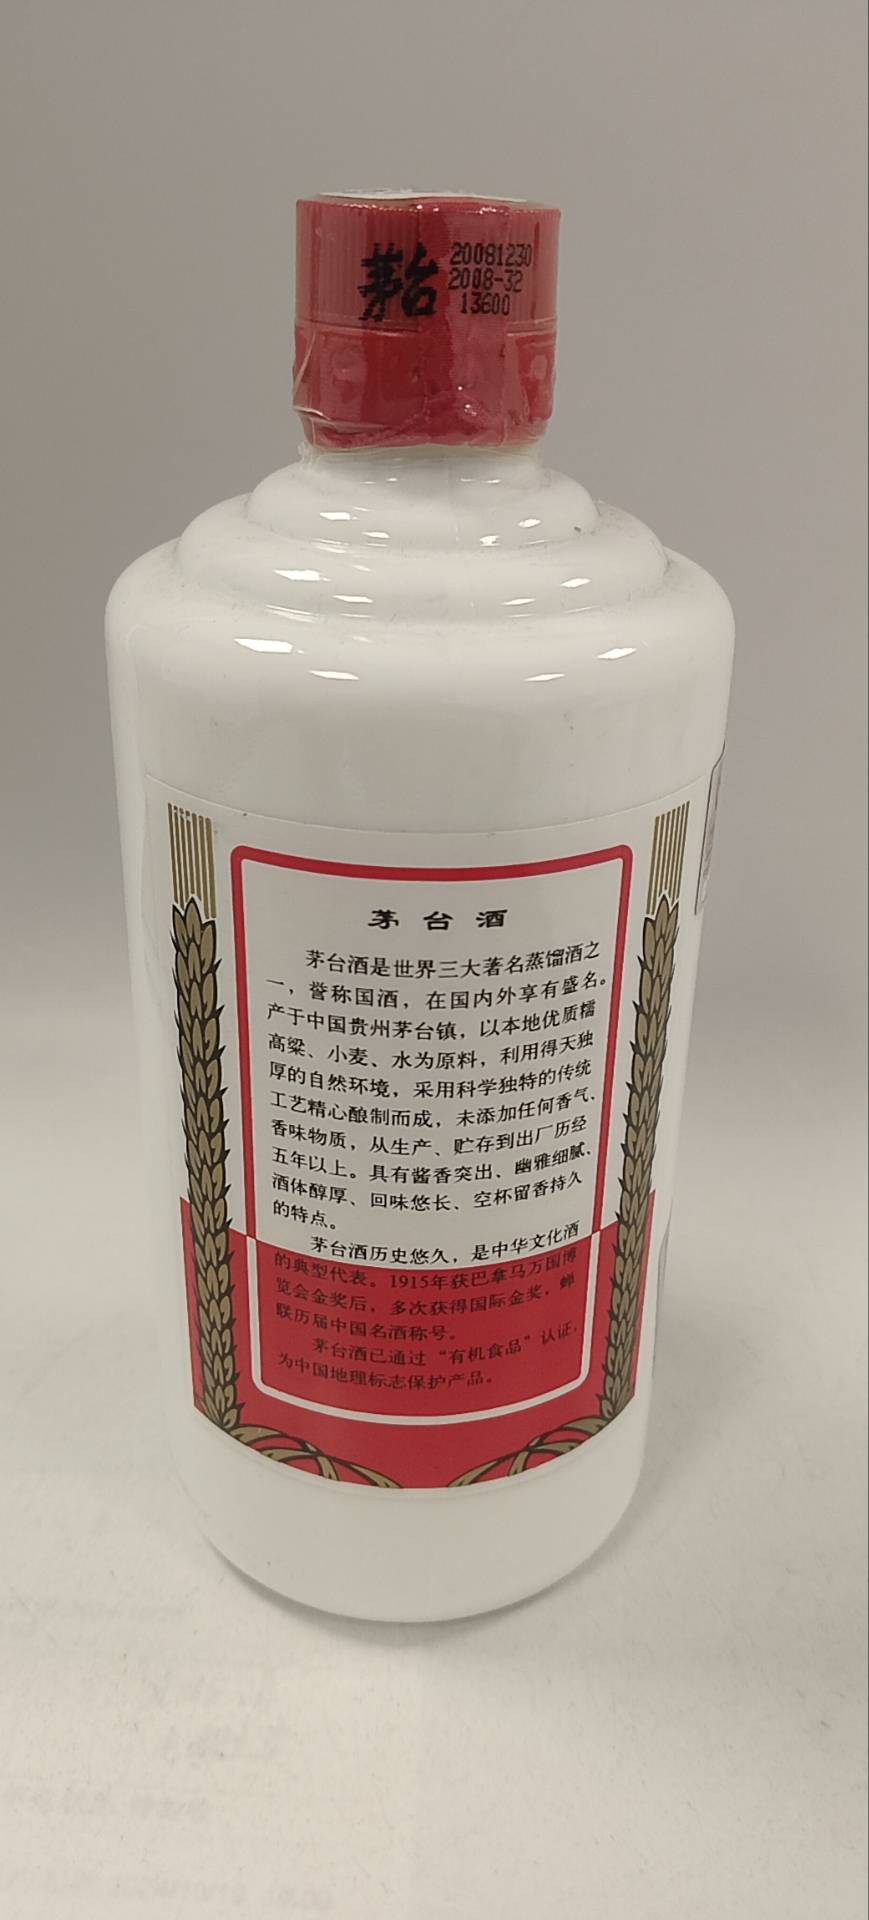 茅台
20081230
2008-32
13600
茅台酒
茅台酒是世界三大著名蒸馏酒之
一，誉称国酒，在国内外享有盛名。
产于中国贵州茅台镇，以本地优质糯
高粱、小麦、水为原料，利用得天独
厚的自然环境，采用科学独特的传统
工艺精心酿制而成，未添加任何香气、
香味物质，从生产、贮存到出厂历经
五年以上。具有酱香突出、幽雅细腻、
酒体醇厚、回味悠长、空杯留香持久
的特点。
茅台酒历史悠久，是中华文化酒
的典型代表。1915年获巴拿马万国博
览会金奖后，多次获得国际金奖，蝉
联历届中国名酒称号。
茅台酒已通过“有机食品”认证，
为中国地理标志保护产品。